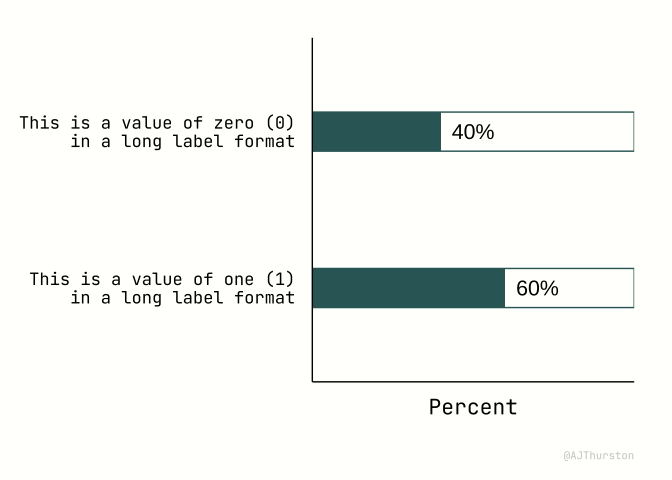 This is a value of zero (0)
in a long label format
40%
This is a value of one (1)
in a long label format
60%
Percent
@AJThurston